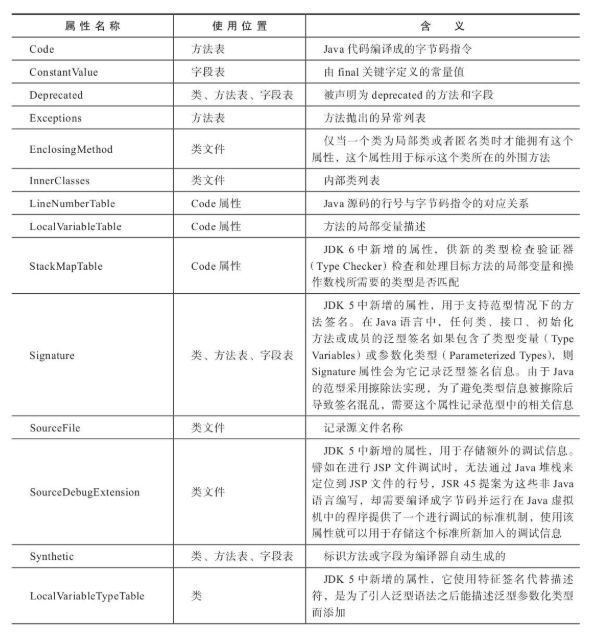 属性名称 使用位置 含 义
Code 方法表 Java 代码编译成的字节码指令
ConstantValue 字段表 由 final 关键字定义的常量值
Deprecated 类、方法表、字段表 被声明为 deprecated 的方法和字段
Exceptions 方法表 方法抛出的异常列表
EnclosingMethod 类文件 仅当一个类为局部类或者匿名类时才能拥有这个
属性，这个属性用于标示这个类所在的外围方法
InnerClasses 类文件 内部类列表
LineNumberTable Code 属性 Java 源码的行号与字节码指令的对应关系
LocalVariableTable Code 属性 方法的局部变量描述
StackMapTable Code 属性 JDK 6 中新增的属性，供新的类型检查验证器
（Type Checker）检查和处理目标方法的局部变量和操
作数栈所需要的类型是否匹配
Signature 类、方法表、字段表 JDK 5 中新增的属性，用于支持范型情况下的方
法签名。在 Java 语言中，任何类、接口、初始化
方法或成员的泛型签名如果包含了类型变量（Type
Variables）或参数化类型（Parameterized Types），则
Signature 属性会为它记录泛型签名信息。由于 Java
的范型采用擦除法实现，为了避免类型信息被擦除后
导致签名混乱，需要这个属性记录范型中的相关信息
SourceFile 类文件 记录源文件名称
SourceDebugExtension 类文件 JDK 5 中新增的属性，用于存储额外的调试信息。
譬如在进行 JSP 文件调试时，无法通过 Java 堆栈来
定位到 JSP 文件的行号，JSR 45 提案为这些非 Java
语言编写，却需要编译成字节码并运行在 Java 虚拟
机中的程序提供了一个进行调试的标准机制，使用该
属性就可以用于存储这个标准所新加入的调试信息
Synthetic 类、方法表、字段表 标识方法或字段为编译器自动生成的
LocalVariableTypeTable 类 JDK 5 中新增的属性，它使用特征签名代替描述
符，是为了引入泛型语法之后能描述泛型参数化类型
而添加